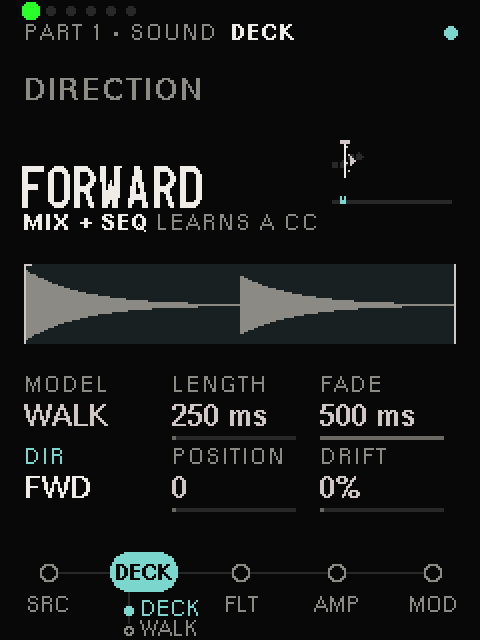 PART 1 · SOUND DECK
DIRECTION
FORWARD
MIX + SEQ LEARNS A CC
MODEL LENGTH FADE
WALK 250 ms 500 ms
DIR POSITION DRIFT
FWD 0 0%
DECK
SRC FLT AMP MOD
DECK
WALK